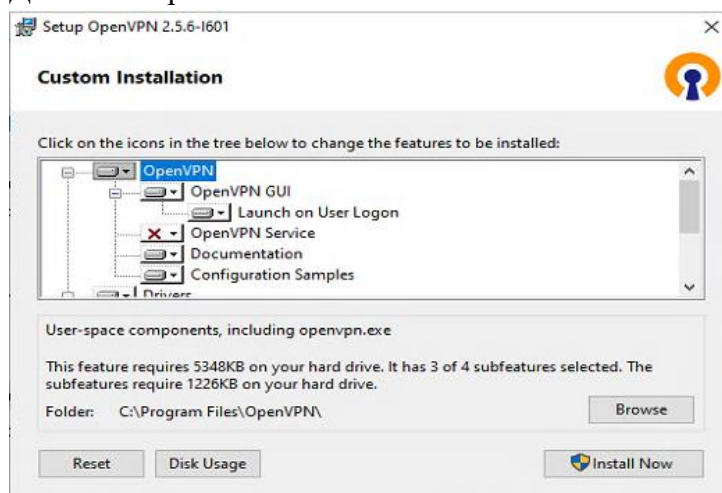 Setup OpenVPN 2.5.6-I601
Custom Installation
Click on the icons in the tree below to change the features to be installed:
OpenVPN
OpenVPN GUI
Launch on User Logon
OpenVPN Service
Documentation
Configuration Samples
Drivers
User-space components, including openvpn.exe
This feature requires 5348KB on your hard drive. It has 3 of 4 subfeatures selected. The
subfeatures require 1226KB on your hard drive.
Folder: C:\Program Files\OpenVPN\
Browse
Reset Disk Usage Install Now